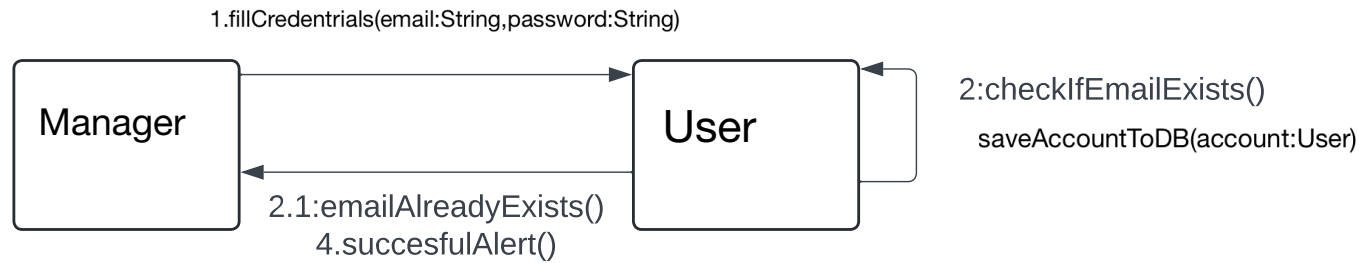 1.fillCredentrials(email:String,password:String)
Manager
User
2:checkIfEmailExists()
saveAccountToDB(account:User)
2.1:emailAlreadyExists()
4.succesfulAlert()